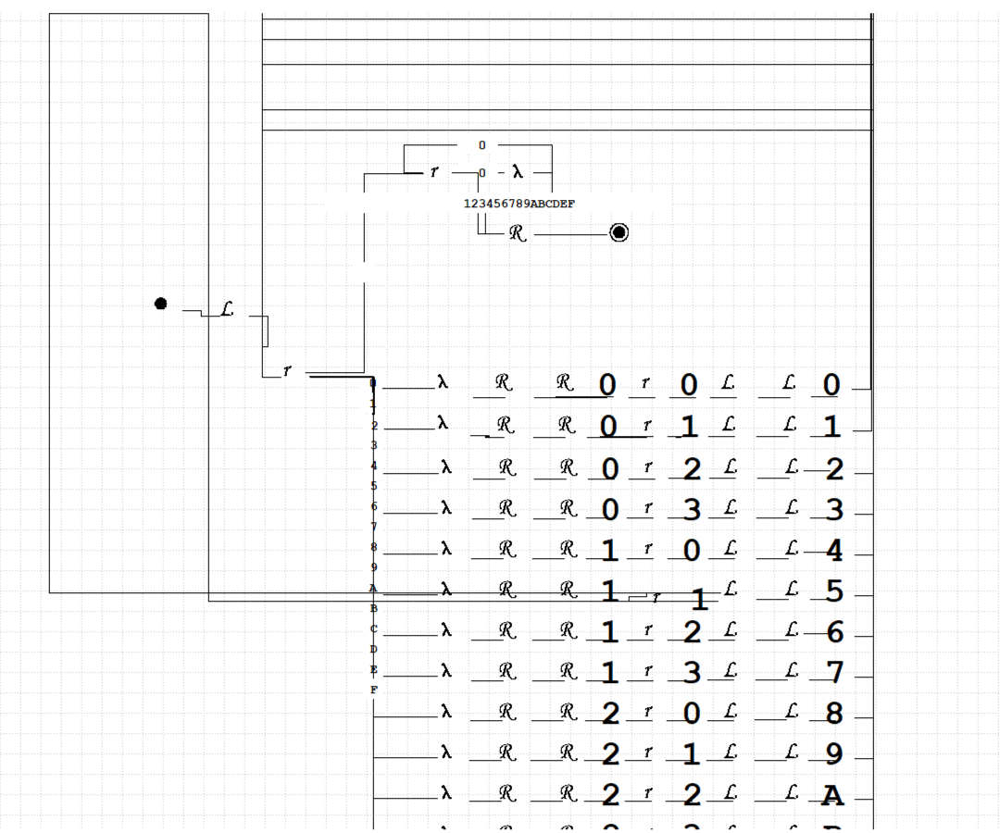 0
r 0 λ
123456789ABCDEF
ℛ
ℒ
r
0 λ ℛ ℛ 0 r 0 ℒ ℒ 0
1
2 λ ℛ ℛ 0 r 1 ℒ ℒ 1
3
4 λ ℛ ℛ 0 r 2 ℒ ℒ 2
5
6 λ ℛ ℛ 0 r 3 ℒ ℒ 3
7
8 λ ℛ ℛ 1 r 0 ℒ ℒ 4
9
A λ ℛ ℛ 1 r 1 ℒ ℒ 5
B
C λ ℛ ℛ 1 r 2 ℒ ℒ 6
D
E λ ℛ ℛ 1 r 3 ℒ ℒ 7
F
λ ℛ ℛ 2 r 0 ℒ ℒ 8
λ ℛ ℛ 2 r 1 ℒ ℒ 9
λ ℛ ℛ 2 r 2 ℒ ℒ A